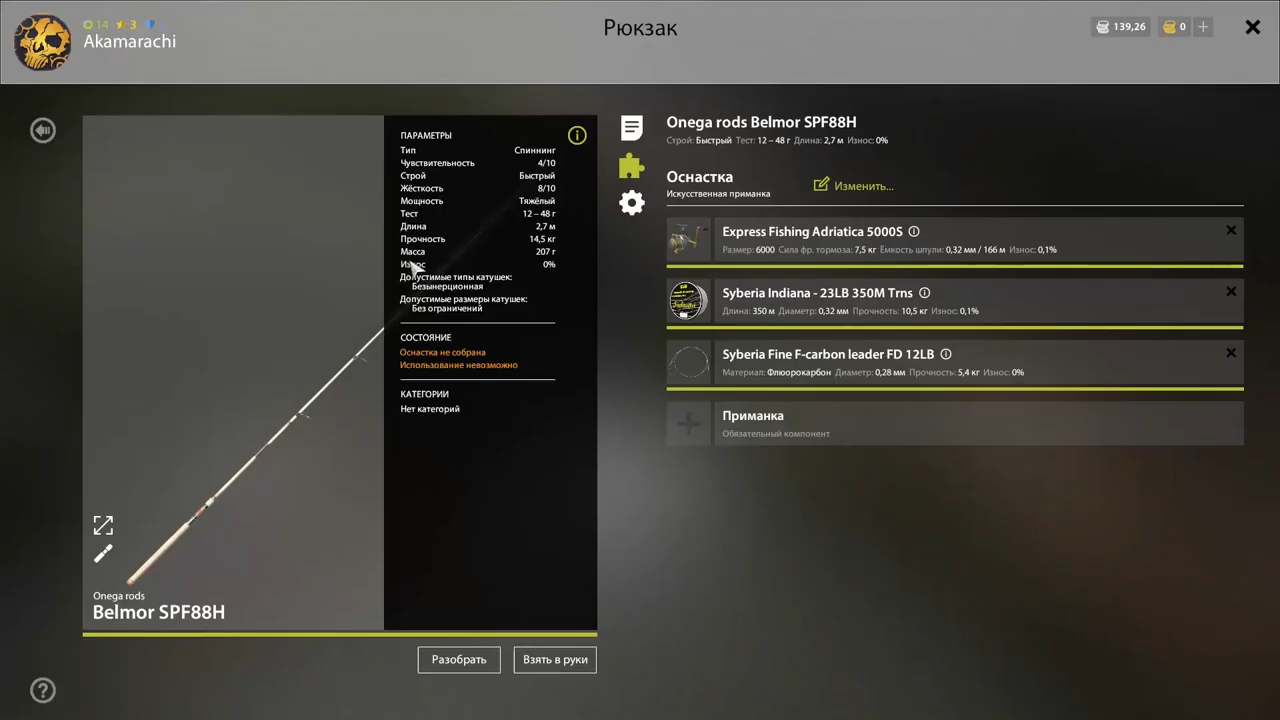 14 3
Akamarachi
Рюкзак
139,26
0
ПАРАМЕТРЫ
Тип Спиннинг
Чувствительность 4/10
Строй Быстрый
Жёсткость 8/10
Мощность Тяжёлый
Тест 12 – 48 г
Длина 2,7 м
Прочность 14,5 кг
Масса 207 г
Износ 0%
Допустимые типы катушек:
Безынерционная
Допустимые размеры катушек:
Без ограничений
СОСТОЯНИЕ
Оснастка не собрана
Использование невозможно
КАТЕГОРИИ
Нет категорий
Onega rods
Belmor SPF88H
Разобрать
Взять в руки
Onega rods Belmor SPF88H
Строй: Быстрый Тест: 12 – 48 г Длина: 2,7 м Износ: 0%
Оснастка
Искусственная приманка
Изменить...
Express Fishing Adriatica 5000S
Размер: 6000 Сила фр. тормоза: 7,5 кг Ёмкость шпули: 0,32 мм / 166 м Износ: 0,1%
Syberia Indiana - 23LB 350M Trns
Длина: 350 м Диаметр: 0,32 мм Прочность: 10,5 кг Износ: 0,1%
Syberia Fine F-carbon leader FD 12LB
Материал: Флюорокарбон Диаметр: 0,28 мм Прочность: 5,4 кг Износ: 0%
Приманка
Обязательный компонент